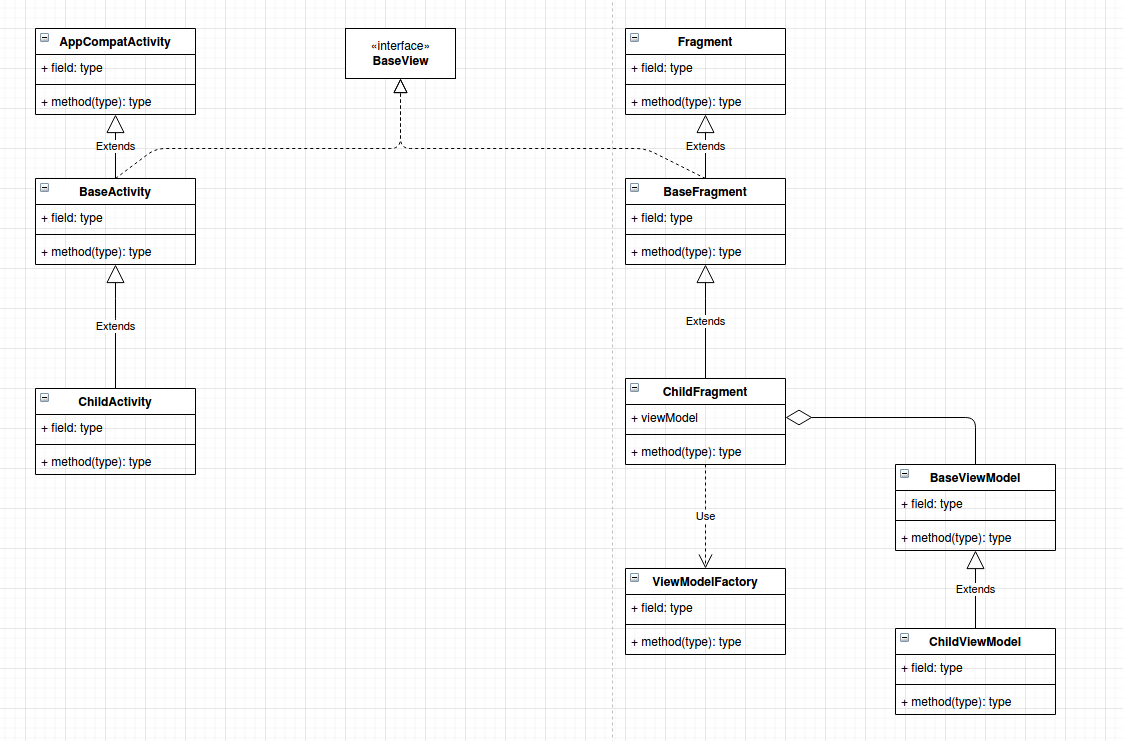 AppCompatActivity
+ field: type
+ method(type): type
«interface»
BaseView
Fragment
+ field: type
+ method(type): type
Extends
Extends
BaseActivity
+ field: type
+ method(type): type
BaseFragment
+ field: type
+ method(type): type
Extends
Extends
ChildActivity
+ field: type
+ method(type): type
ChildFragment
+ viewModel
+ method(type): type
BaseViewModel
+ field: type
+ method(type): type
Use
ViewModelFactory
+ field: type
+ method(type): type
Extends
ChildViewModel
+ field: type
+ method(type): type